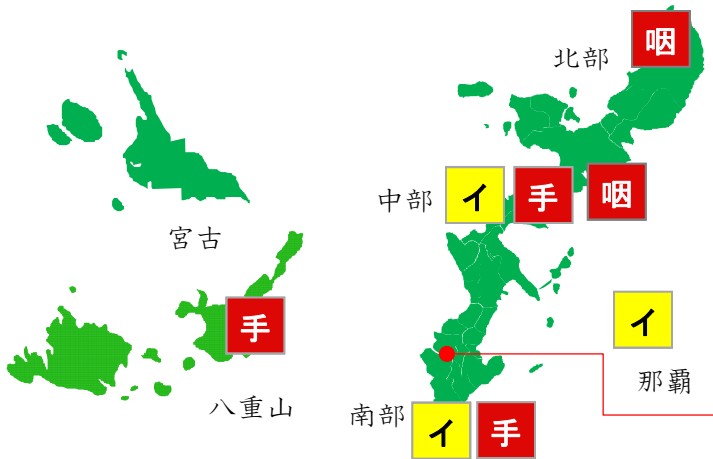 咽
北部
中部
イ
手
咽
宮古
手
八重山
イ
那覇
南部
イ
手